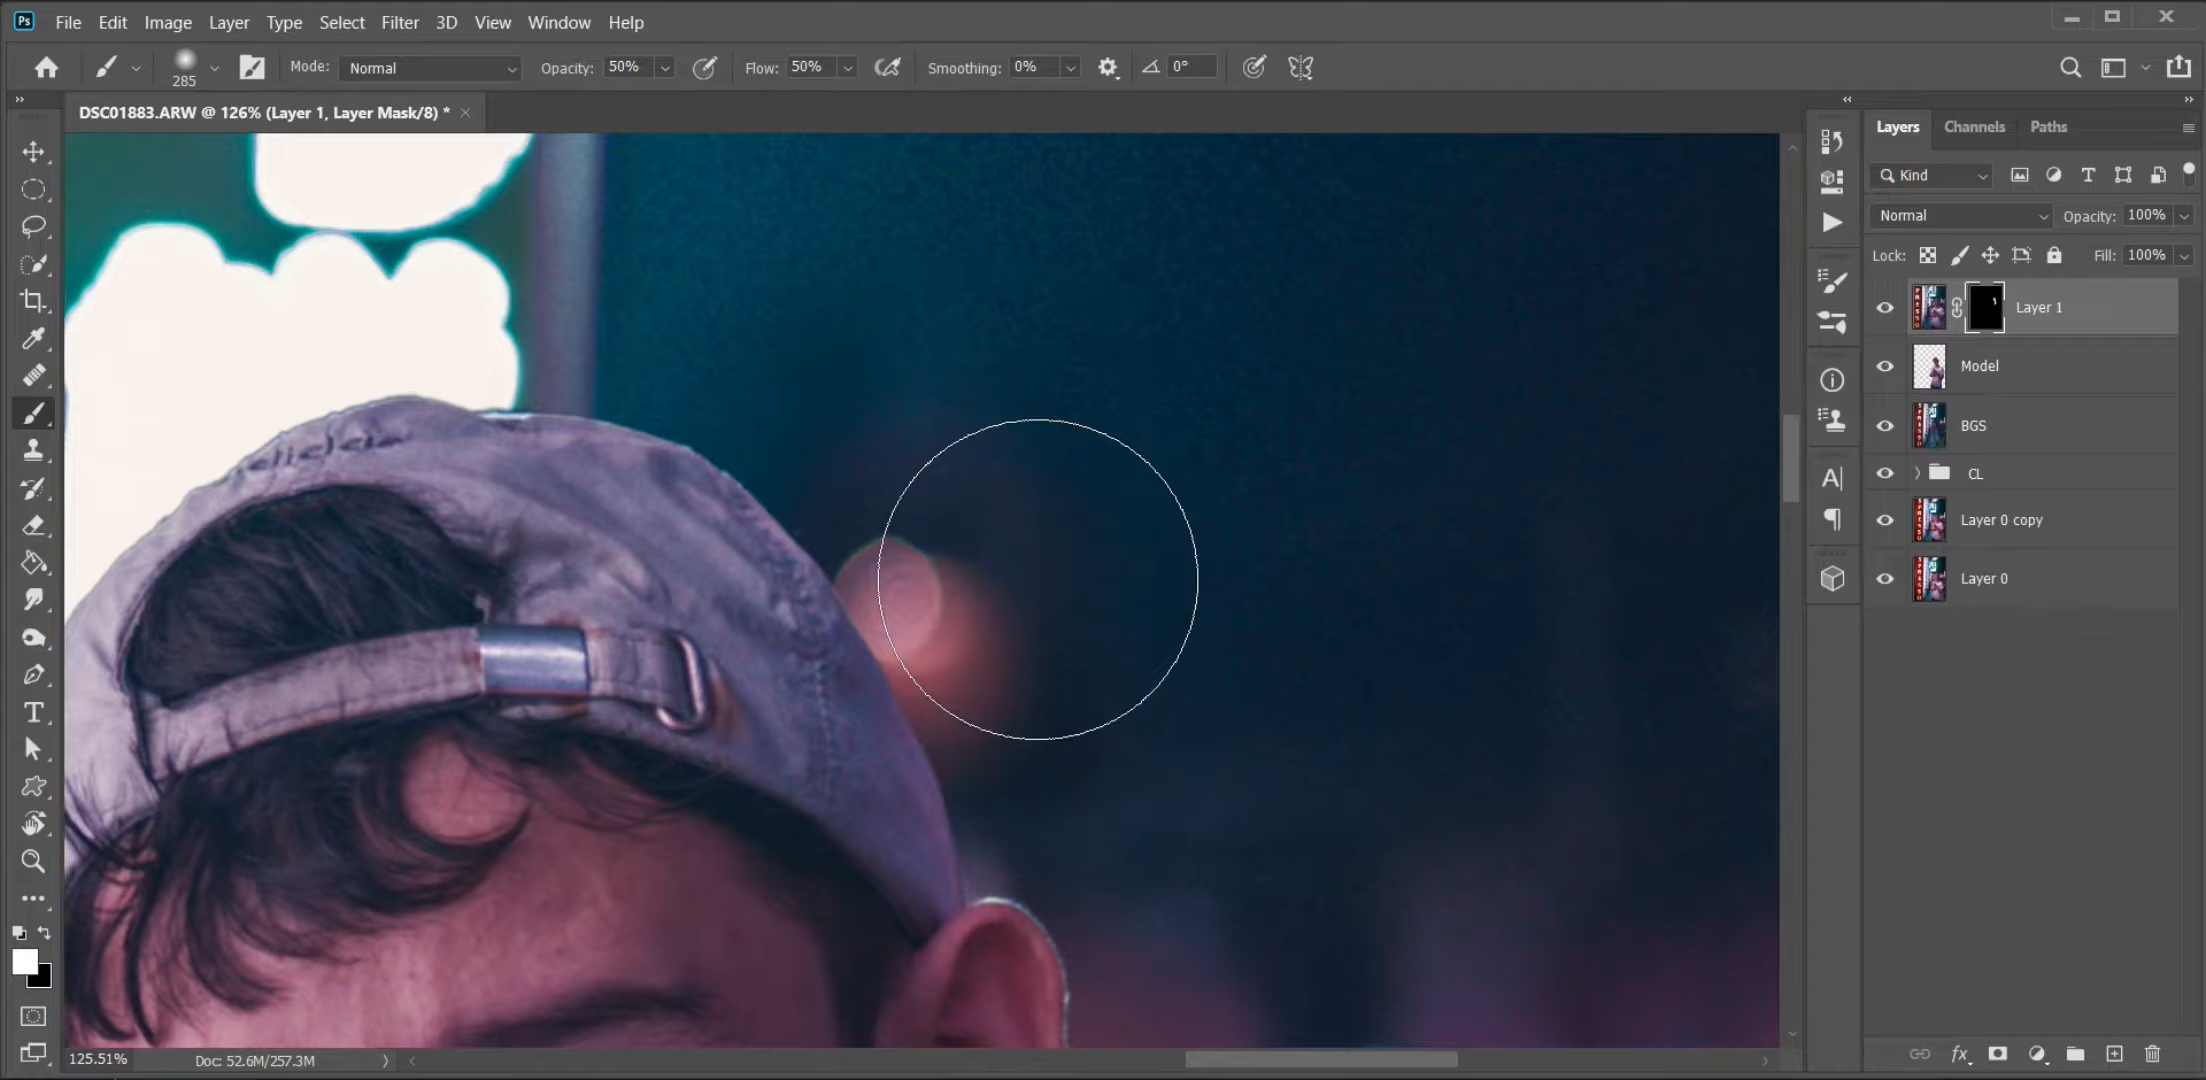 Ps File Edit Image Layer Type Select Filter 3D View Window Help
285 Mode: Normal Opacity: 50% Flow: 50% Smoothing: 0% 0°
DSC01883.ARW @ 126% (Layer 1, Layer Mask/8) * ×
Layers Channels Paths
Kind
Normal Opacity: 100%
Lock: Fill: 100%
Layer 1
Model
BGS
CL
Layer 0 copy
Layer 0
125.51% Doc: 52.6M/257.3M